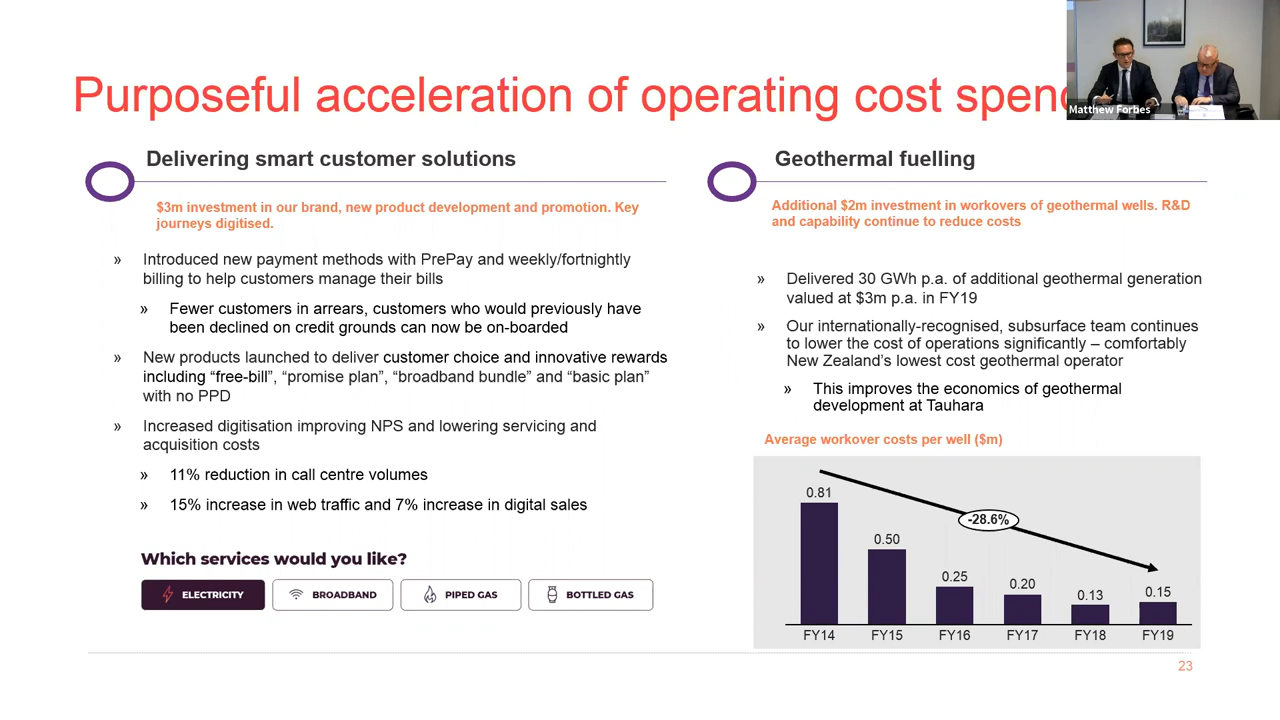 Purposeful acceleration of operating cost spen
Matthew Forbes
Delivering smart customer solutions
$3m investment in our brand, new product development and promotion. Key
journeys digitised.
» Introduced new payment methods with PrePay and weekly/fortnightly
billing to help customers manage their bills
» Fewer customers in arrears, customers who would previously have
been declined on credit grounds can now be on-boarded
» New products launched to deliver customer choice and innovative rewards
including “free-bill”, “promise plan”, “broadband bundle” and “basic plan”
with no PPD
» Increased digitisation improving NPS and lowering servicing and
acquisition costs
» 11% reduction in call centre volumes
» 15% increase in web traffic and 7% increase in digital sales
Which services would you like?
ELECTRICITY BROADBAND PIPED GAS BOTTLED GAS
Geothermal fuelling
Additional $2m investment in workovers of geothermal wells. R&D
and capability continue to reduce costs
» Delivered 30 GWh p.a. of additional geothermal generation
valued at $3m p.a. in FY19
» Our internationally-recognised, subsurface team continues
to lower the cost of operations significantly – comfortably
New Zealand’s lowest cost geothermal operator
» This improves the economics of geothermal
development at Tauhara
Average workover costs per well ($m)
0.81
0.50
0.25
0.20
0.13
0.15
-28.6%
FY14 FY15 FY16 FY17 FY18 FY19
23